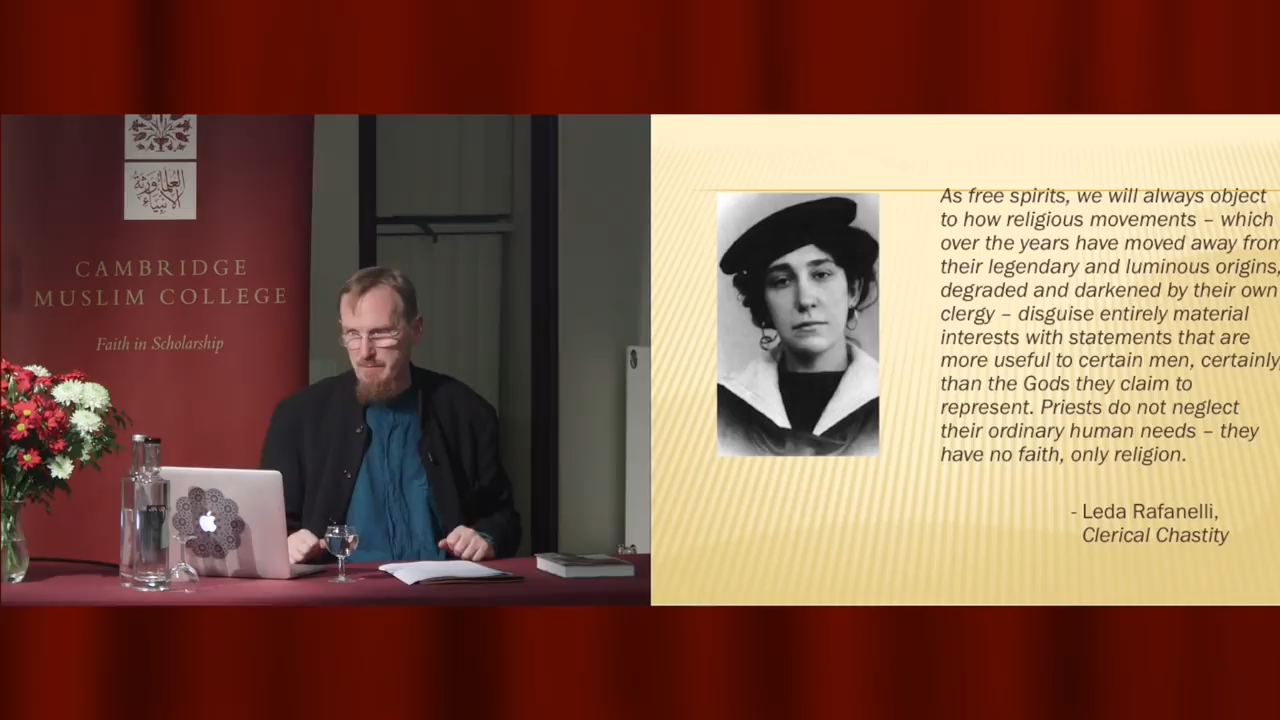 العلماء ورثة
الأنبياء
CAMBRIDGE
MUSLIM COLLEGE
Faith in Scholarship
As free spirits, we will always object
to how religious movements – which
over the years have moved away from
their legendary and luminous origins,
degraded and darkened by their own
clergy – disguise entirely material
interests with statements that are
more useful to certain men, certainly,
than the Gods they claim to
represent. Priests do not neglect
their ordinary human needs – they
have no faith, only religion.
- Leda Rafanelli,
Clerical Chastity